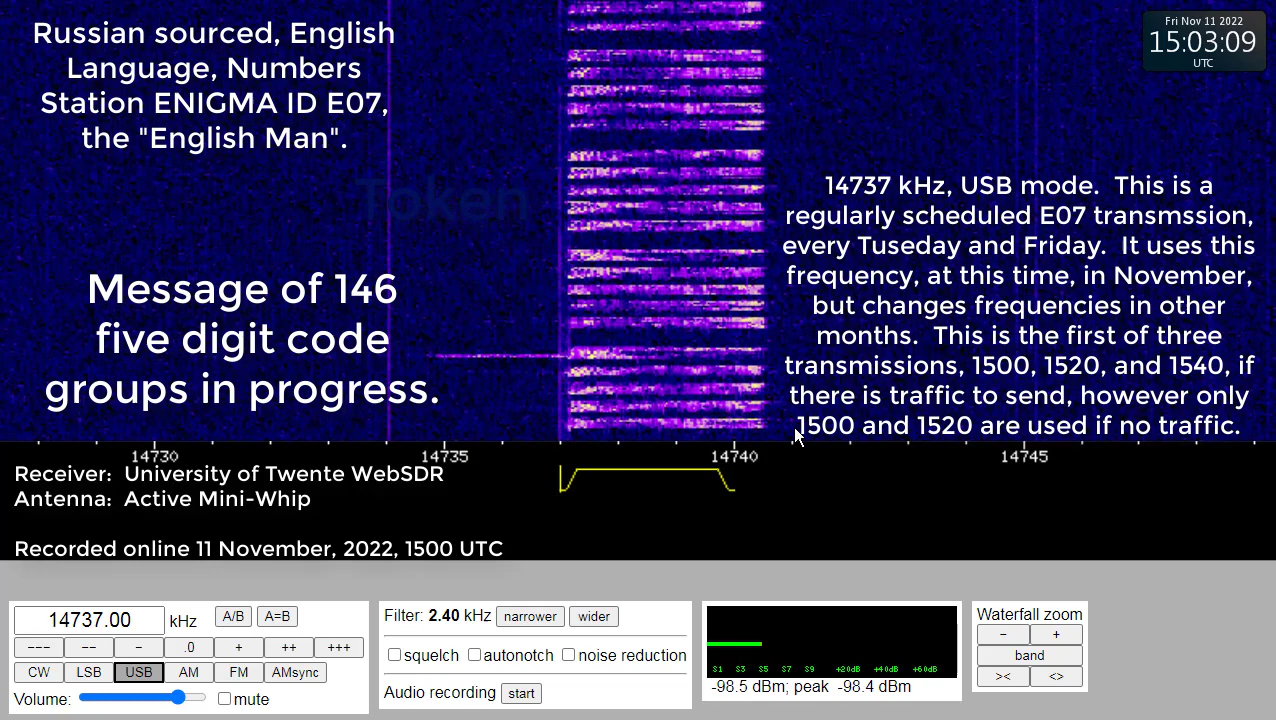 Russian sourced, English
Language, Numbers
Station ENIGMA ID E07,
the "English Man".
Fri Nov 11 2022
15:03:09
UTC
Token
14737 kHz, USB mode. This is a
regularly scheduled E07 transmssion,
every Tuseday and Friday. It uses this
frequency, at this time, in November,
but changes frequencies in other
months. This is the first of three
transmissions, 1500, 1520, and 1540, if
there is traffic to send, however only
1500 and 1520 are used if no traffic.
Message of 146
five digit code
groups in progress.
14730 14735 14740 14745
Receiver: University of Twente WebSDR
Antenna: Active Mini-Whip
Recorded online 11 November, 2022, 1500 UTC
14737.00 kHz A/B A=B
--- -- - .0 + ++ +++
CW LSB USB AM FM AMsync
Volume: mute
Filter: 2.40 kHz narrower wider
squelch autonotch noise reduction
Audio recording start
S1 S3 S5 S7 S9 +20dB +40dB +60dB
-98.5 dBm; peak -98.4 dBm
Waterfall zoom
- +
band
>< <>